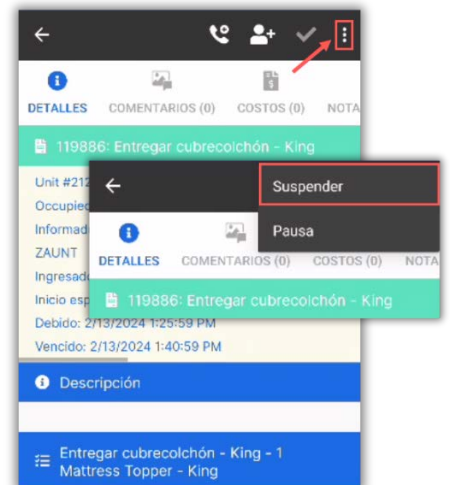 DETALLES COMENTARIOS (0) COSTOS (0) NOTA
119886: Entregar cubrecolchón - King
Unit #212
Occupied
Informad
ZAUNT
Ingresado
Inicio esp
Debido: 2/13/2024 1:25:59 PM
Vencido: 2/13/2024 1:40:59 PM
Descripción
Entregar cubrecolchón - King - 1
Mattress Topper - King
Suspender
Pausa
DETALLES COMENTARIOS (0) COSTOS (0) NOTA
119886: Entregar cubrecolchón - King